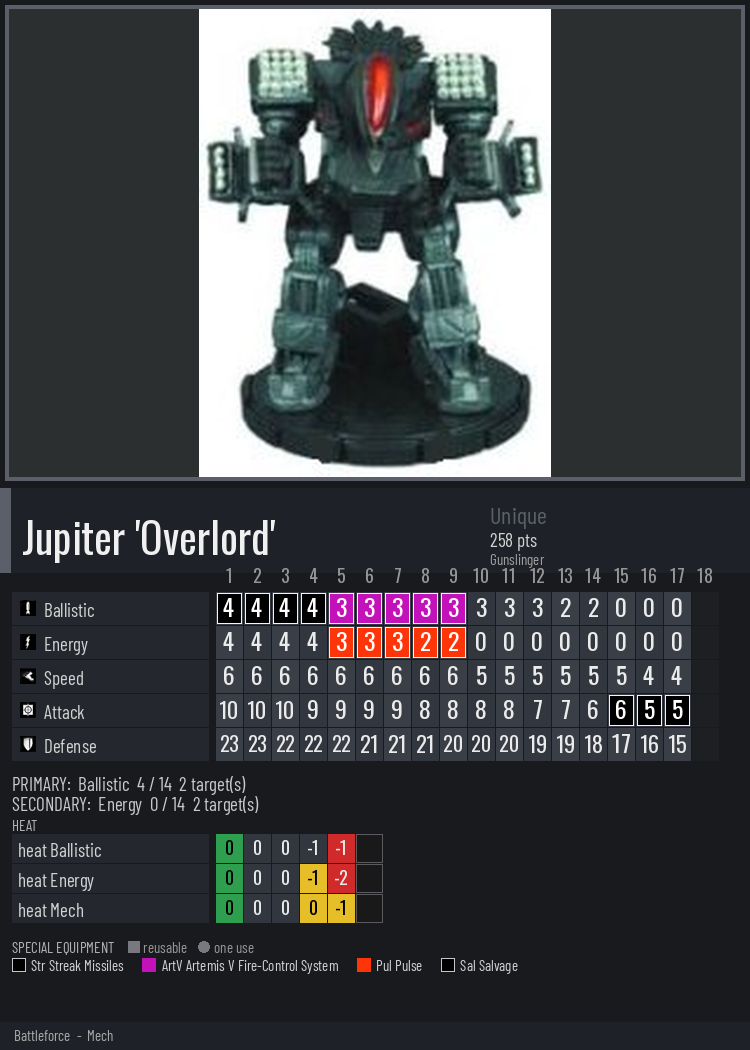 Jupiter 'Overlord'
Unique
258 pts
Gunslinger
1 2 3 4 5 6 7 8 9 10 11 12 13 14 15 16 17 18
Ballistic 4 4 4 4 3 3 3 3 3 3 3 3 2 2 0 0 0
Energy 4 4 4 4 3 3 3 2 2 0 0 0 0 0 0 0 0
Speed 6 6 6 6 6 6 6 6 6 5 5 5 5 5 5 4 4
Attack 10 10 10 9 9 9 9 8 8 8 8 7 7 6 6 5 5
Defense 23 23 22 22 22 21 21 21 20 20 20 19 19 18 17 16 15
PRIMARY: Ballistic 4 / 14 2 target(s)
SECONDARY: Energy 0 / 14 2 target(s)
HEAT
heat Ballistic 0 0 0 -1 -1
heat Energy 0 0 0 -1 -2
heat Mech 0 0 0 0 -1
SPECIAL EQUIPMENT reusable one use
Str Streak Missiles ArtV Artemis V Fire-Control System Pul Pulse Sal Salvage
Battleforce - Mech